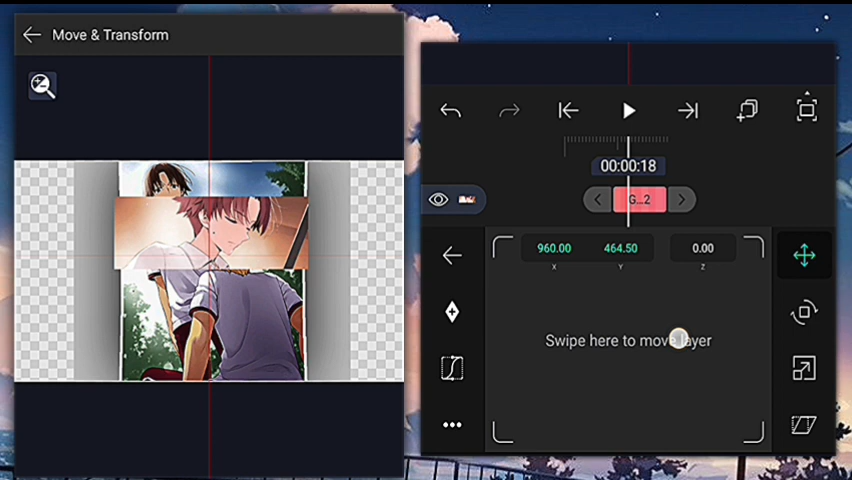 Move & Transform
00:00:18
G...2
960.00 464.50 0.00
X Y Z
Swipe here to move layer